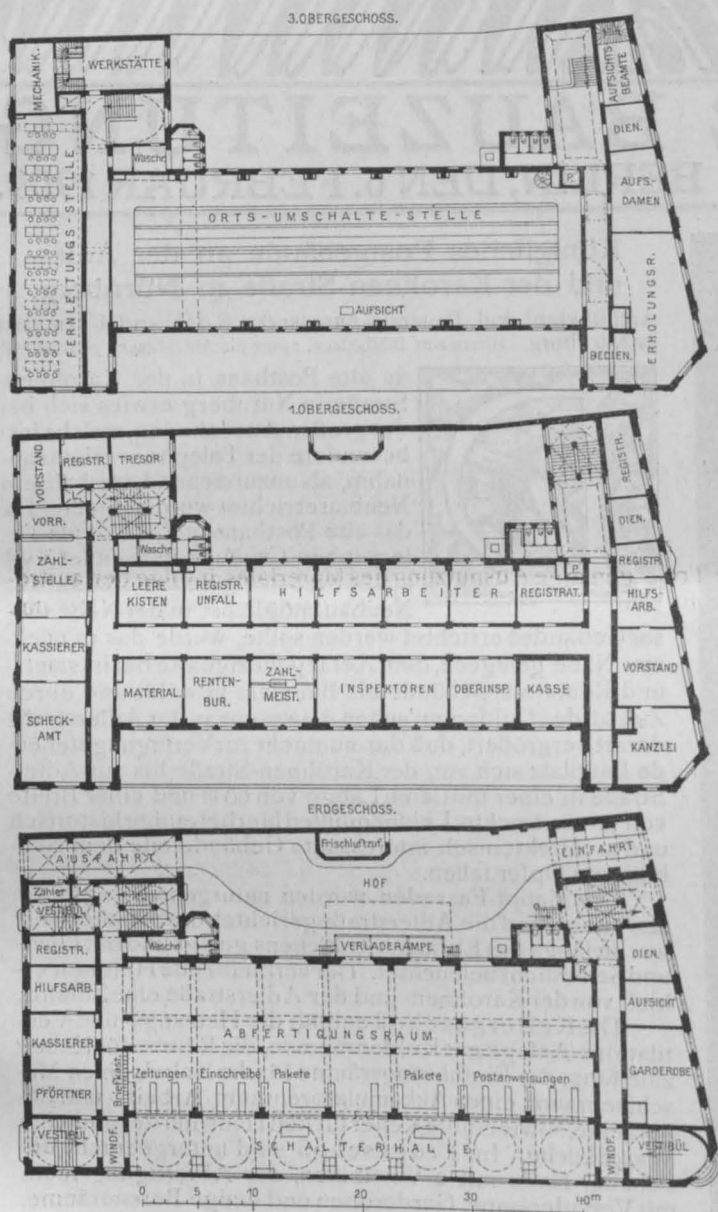 3. OBERGESCHOSS.
MECHANIK.
WERKSTÄTTE
AUFSICHTS BEAMTE
DIEN.
Wäsche
AUFS.-DAMEN
FERNLEITUNGS-STELLE
ORTS-UMSCHALTE-STELLE
P.
AUFSICHT
ERHOLUNGSR.
BEDIEN.
1. OBERGESCHOSS.
VORSTAND
REGISTR.
TRESOR
REGISTR.
VORR.
DIEN.
Wäsche
ZAHL-STELLE
P.
REGISTR.
LEERE KISTEN
REGISTR. UNFALL
HILFSARBEITER
REGISTRAT.
HILFS-ARB.
KASSIERER
VORSTAND
MATERIAL.
RENTEN-BUR.
ZAHL-MEIST.
INSPEKTOREN
OBERINSP.
KASSE
SCHECK-AMT
KANZLEI
ERDGESCHOSS.
AUSFAHRT
Frischluftzuf.
EINFAHRT
Zähler
HOF
VESTIBÜL
REGISTR.
Wäsche
VERLADERAMPE
DIEN.
P.
HILFSARB.
AUFSICHT
ABFERTIGUNGSRAUM
KASSIERER
GARDEROBE
Zeitungen
Einschreibe
Pakete
Pakete
Postanweisungen
Briefkäst.
PFÖRTNER
VESTIBÜL
WINDF.
SCHALTERHALLE
WINDF.
VESTIBÜL
0 5 10 20 30 40m